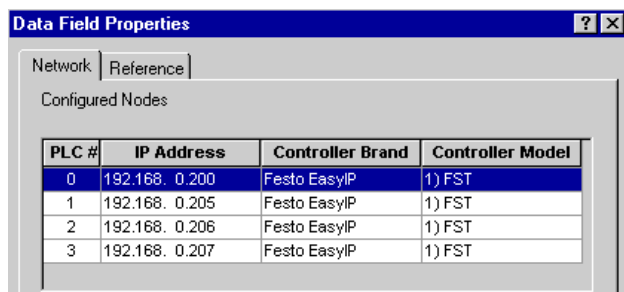 Data Field Properties
Network Reference
Configured Nodes
PLC # IP Address Controller Brand Controller Model
0 192.168. 0.200 Festo EasyIP 1) FST
1 192.168. 0.205 Festo EasyIP 1) FST
2 192.168. 0.206 Festo EasyIP 1) FST
3 192.168. 0.207 Festo EasyIP 1) FST